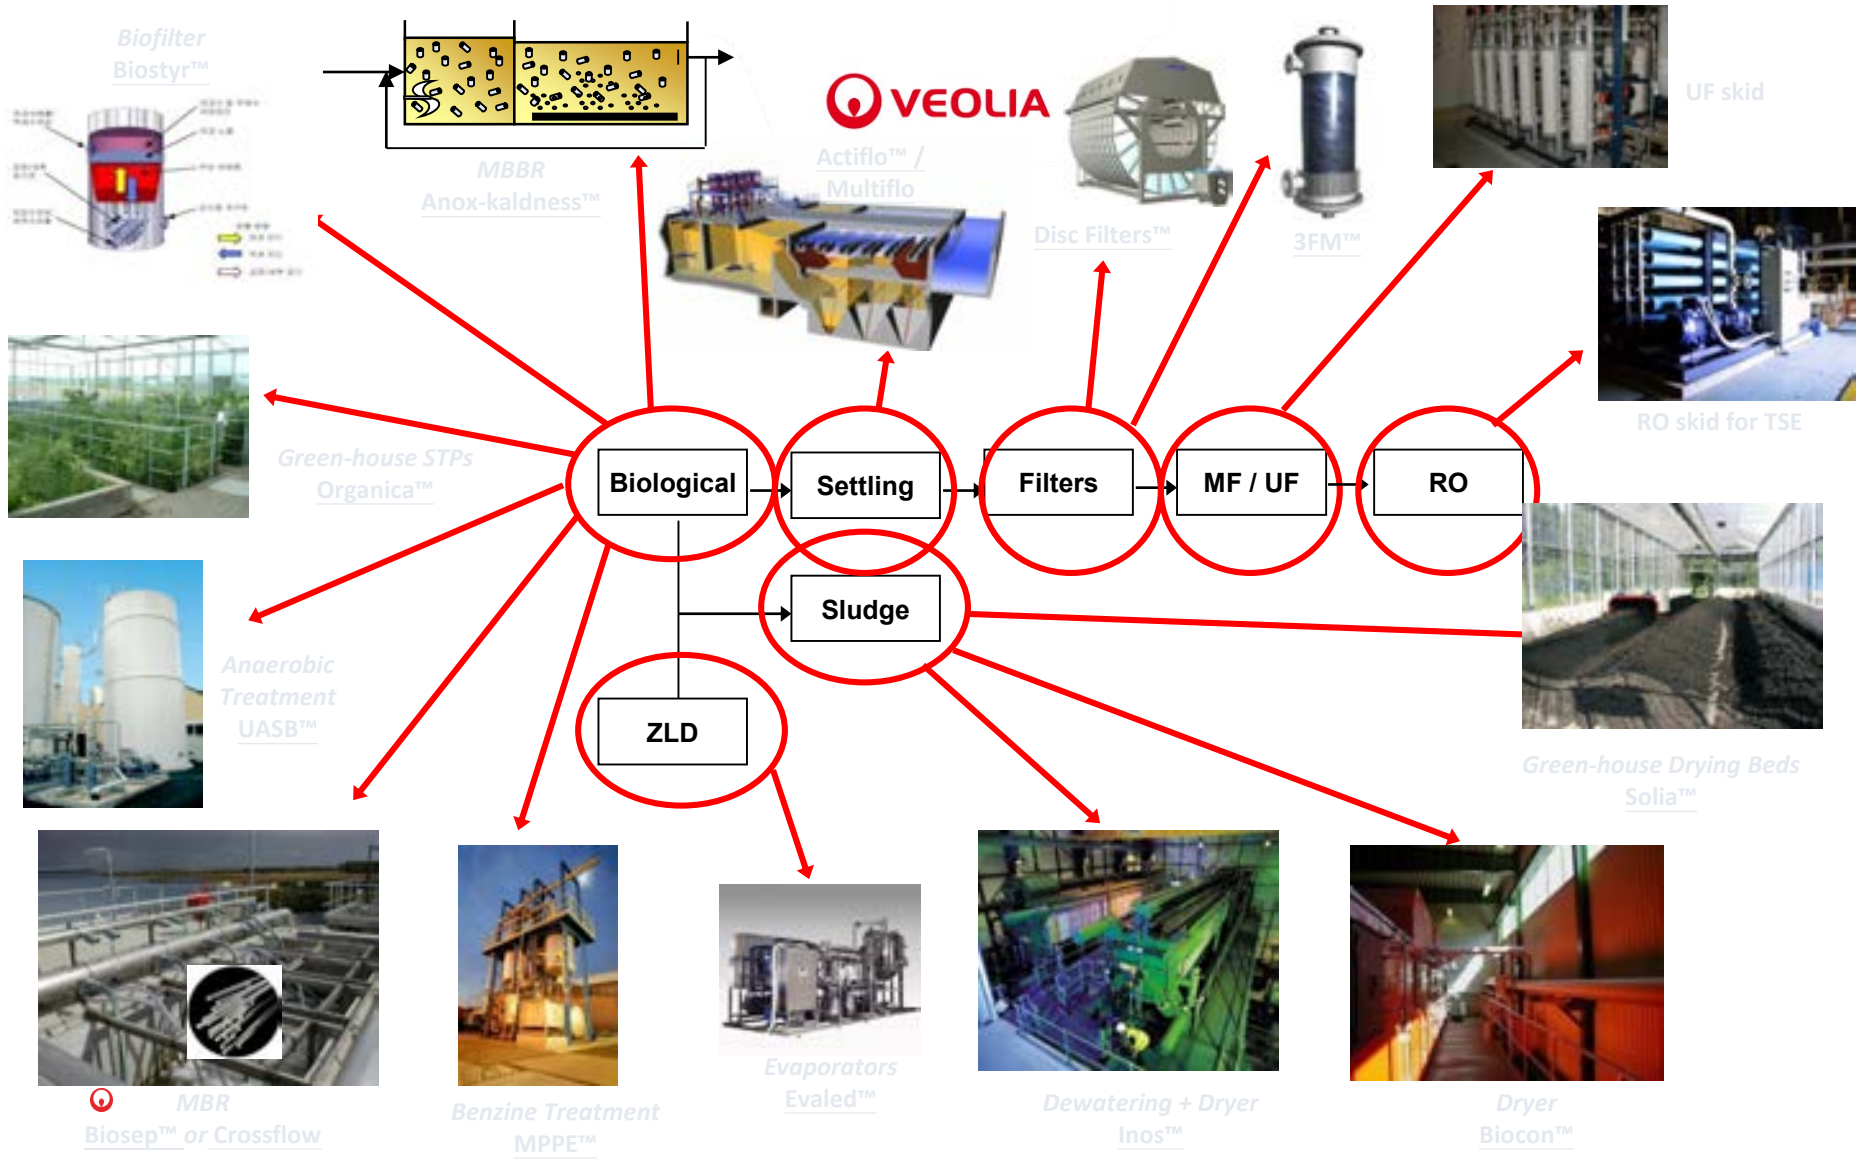 Biofilter
Biostyr™
MBBR
Anox-kaldness™
VEOLIA
Actiflo™ /
Multiflo
Disc Filters™
3FM™
UF skid
RO skid for TSE
Green-house STPs
Organica™
Biological
Settling
Filters
MF / UF
RO
Sludge
ZLD
Anaerobic
Treatment
UASB™
Green-house Drying Beds
Solia™
MBR
Biosep™ or Crossflow
Benzine Treatment
MPPE™
Evaporators
Evaled™
Dewatering + Dryer
Inos™
Dryer
Biocon™